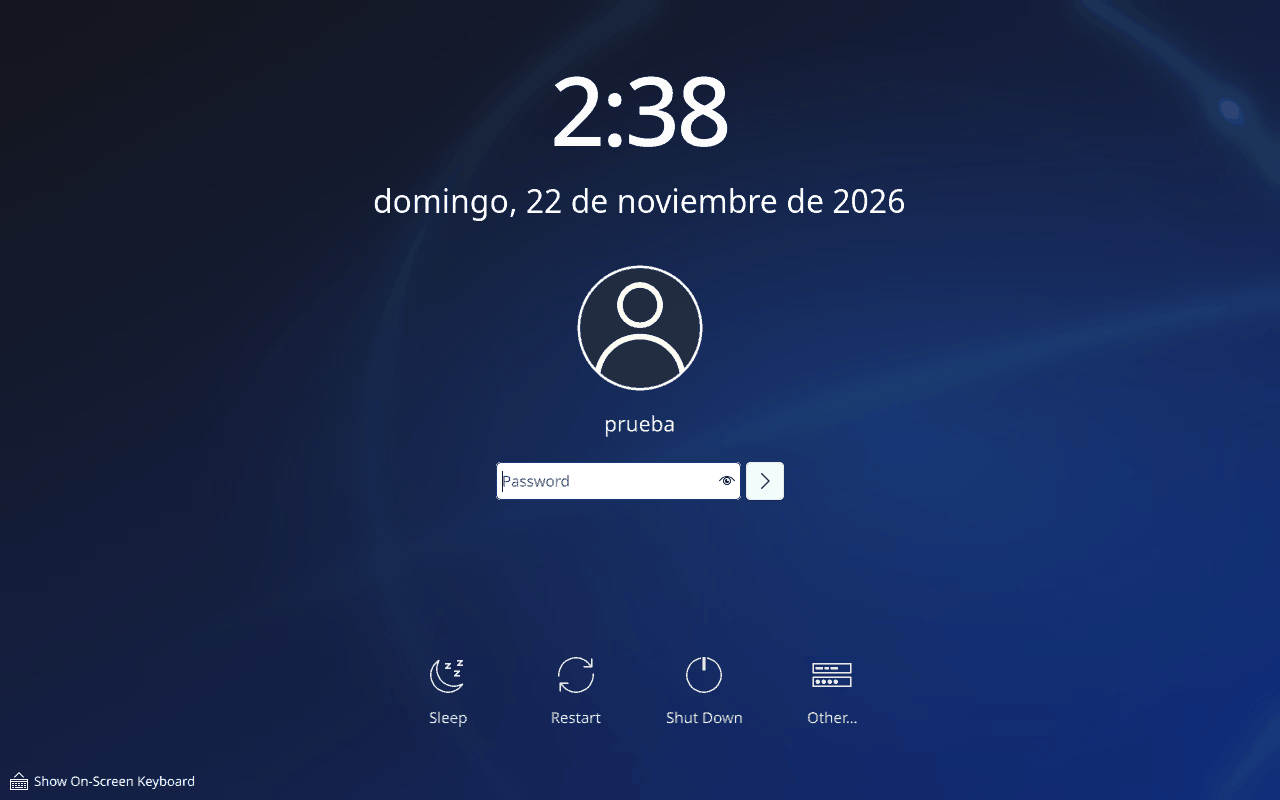 2:38
domingo, 22 de noviembre de 2026
prueba
Password
Sleep
Restart
Shut Down
Other...
Show On-Screen Keyboard